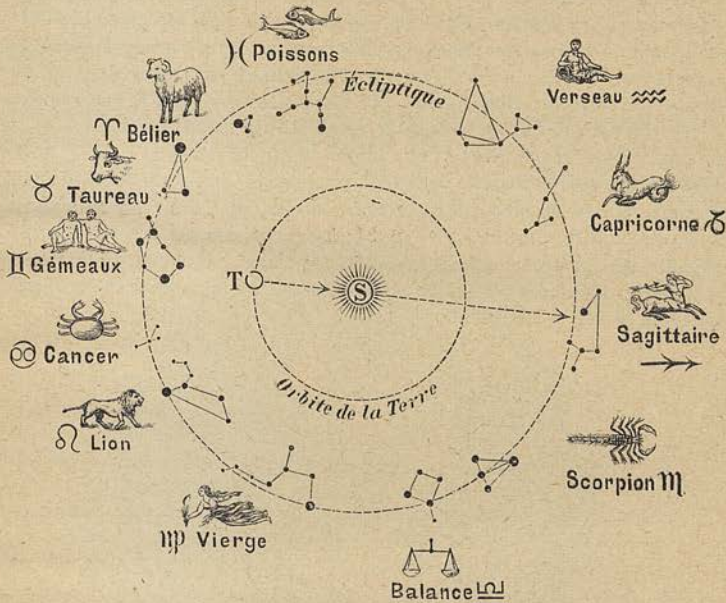 ♓ Poissons
Écliptique
Verseau ♒
♈ Bélier
♉ Taureau
Capricorne ♑
♊ Gémeaux
T
S
Sagittaire
♐
♋ Cancer
Orbite de la Terre
♌ Lion
Scorpion ♏
♍ Vierge
Balance ♎